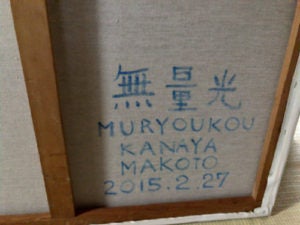 無量光
MURYOUKOU
KANAYA
MAKOTO
2015.2.27